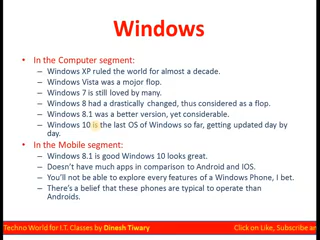 Windows
• In the Computer segment:
– Windows XP ruled the world for almost a decade.
– Windows Vista was a major flop.
– Windows 7 is still loved by many.
– Windows 8 had a drastically changed, thus considered as a flop.
– Windows 8.1 was a better version, yet considerable.
– Windows 10 is the last OS of Windows so far, getting updated day by
day.
• In the Mobile segment:
– Windows 8.1 is good Windows 10 looks great.
– Doesn't have much apps in comparison to Android and IOS.
– You'll not be able to explore every features of a Windows Phone, I bet.
– There's a belief that these phones are typical to operate than
Androids.
Techno World for I.T. Classes by Dinesh Tiwary
Click on Like, Subscribe an